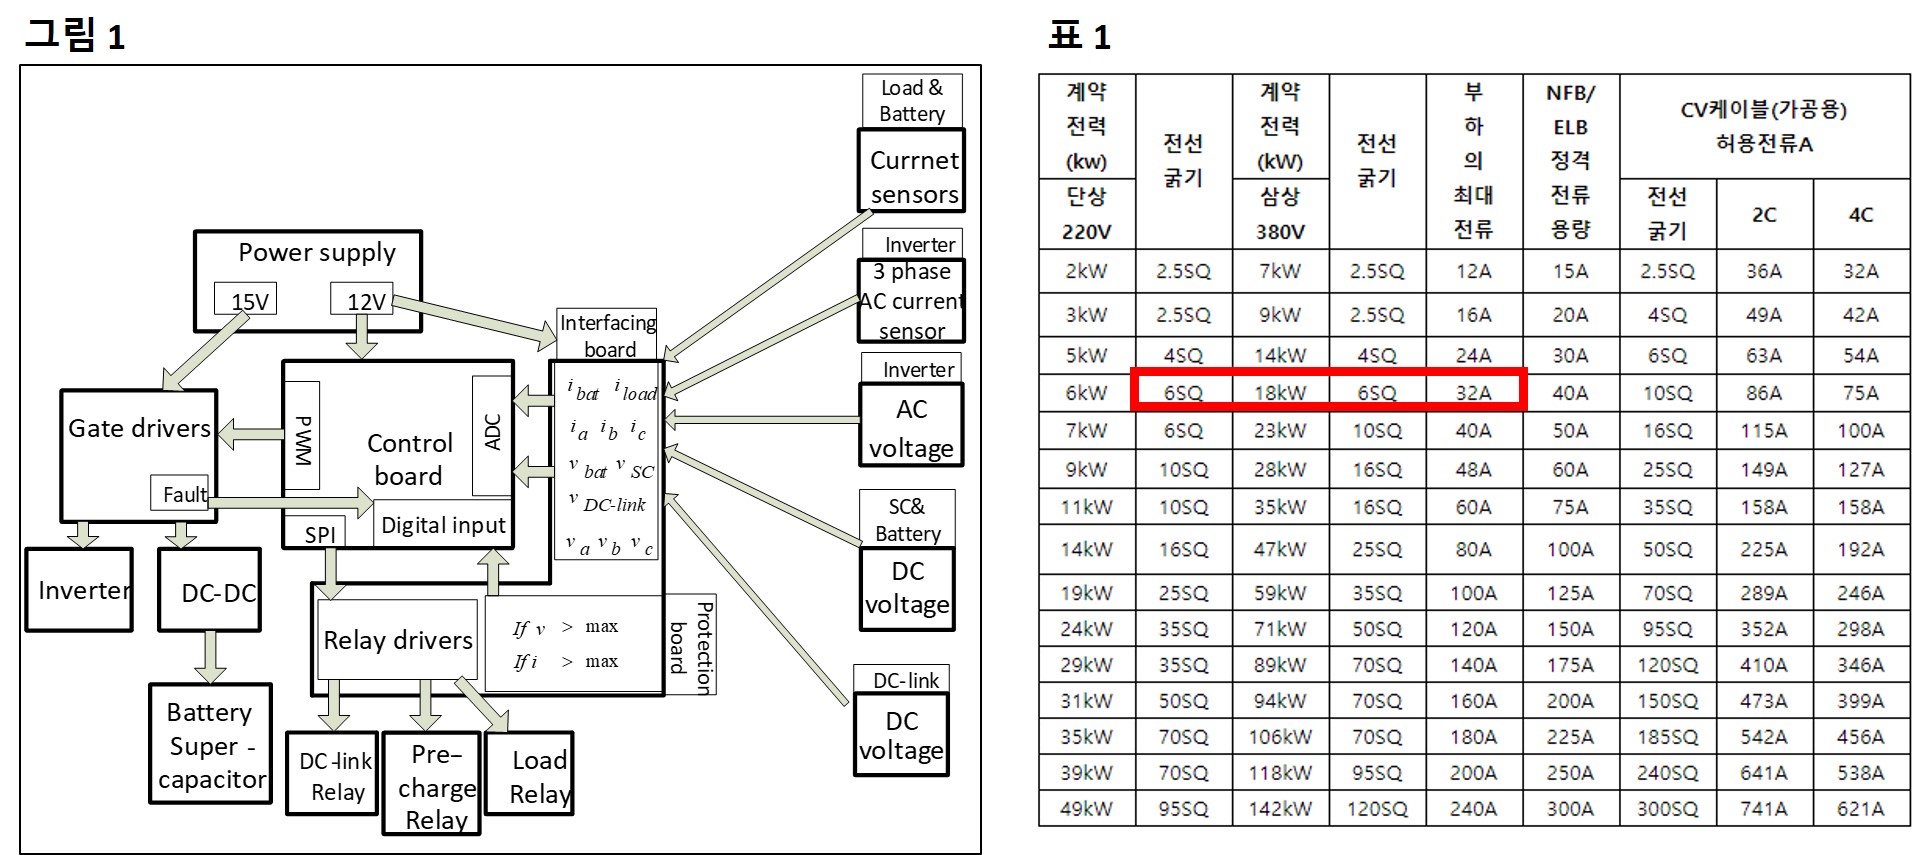 그림 1
Load &
Battery
Currnet
sensors
Inverter
3 phase
AC current
sensor
Power supply
15V
12V
Interfacing
board
Inverter
AC
voltage
i bat i load
i a i b i c
v bat v SC
v DC-link
v a v b v c
Gate drivers
Fault
PWM
Control
board
ADC
Digital input
SPI
SC&
Battery
DC
voltage
Inverter
DC-DC
Relay drivers
If v > max
If i > max
Protection
board
DC-link
DC
voltage
Battery
Super -
capacitor
DC-link
Relay
Pre–
charge
Relay
Load
Relay
표 1
계약
전력
(kw)
단상
220V
전선
굵기
계약
전력
(kW)
삼상
380V
전선
굵기
부
하
의
최대
전류
NFB/
ELB
정격
전류
용량
CV케이블(가공용)
허용전류A
전선
굵기
2C
4C
2kW 2.5SQ 7kW 2.5SQ 12A 15A 2.5SQ 36A 32A
3kW 2.5SQ 9kW 2.5SQ 16A 20A 4SQ 49A 42A
5kW 4SQ 14kW 4SQ 24A 30A 6SQ 63A 54A
6kW 6SQ 18kW 6SQ 32A 40A 10SQ 86A 75A
7kW 6SQ 23kW 10SQ 40A 50A 16SQ 115A 100A
9kW 10SQ 28kW 16SQ 48A 60A 25SQ 149A 127A
11kW 10SQ 35kW 16SQ 60A 75A 35SQ 158A 158A
14kW 16SQ 47kW 25SQ 80A 100A 50SQ 225A 192A
19kW 25SQ 59kW 35SQ 100A 125A 70SQ 289A 246A
24kW 35SQ 71kW 50SQ 120A 150A 95SQ 352A 298A
29kW 35SQ 89kW 70SQ 140A 175A 120SQ 410A 346A
31kW 50SQ 94kW 70SQ 160A 200A 150SQ 473A 399A
35kW 70SQ 106kW 70SQ 180A 225A 185SQ 542A 456A
39kW 70SQ 118kW 95SQ 200A 250A 240SQ 641A 538A
49kW 95SQ 142kW 120SQ 240A 300A 300SQ 741A 621A